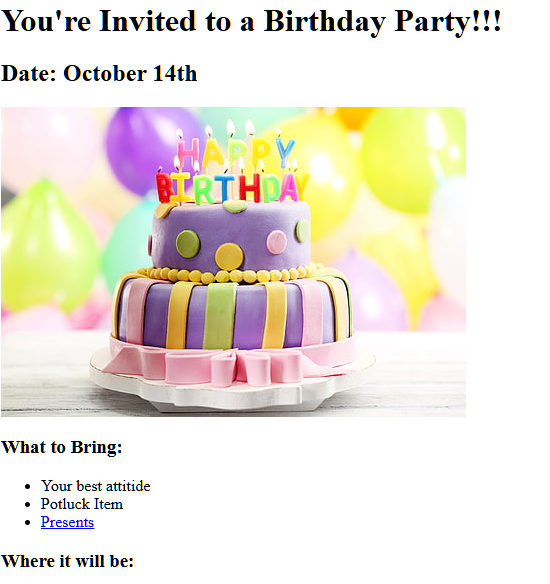 You're Invited to a Birthday Party!!!
Date: October 14th
HAPPY
BIRTHDAY
What to Bring:
Your best attitide
Potluck Item
Presents
Where it will be: